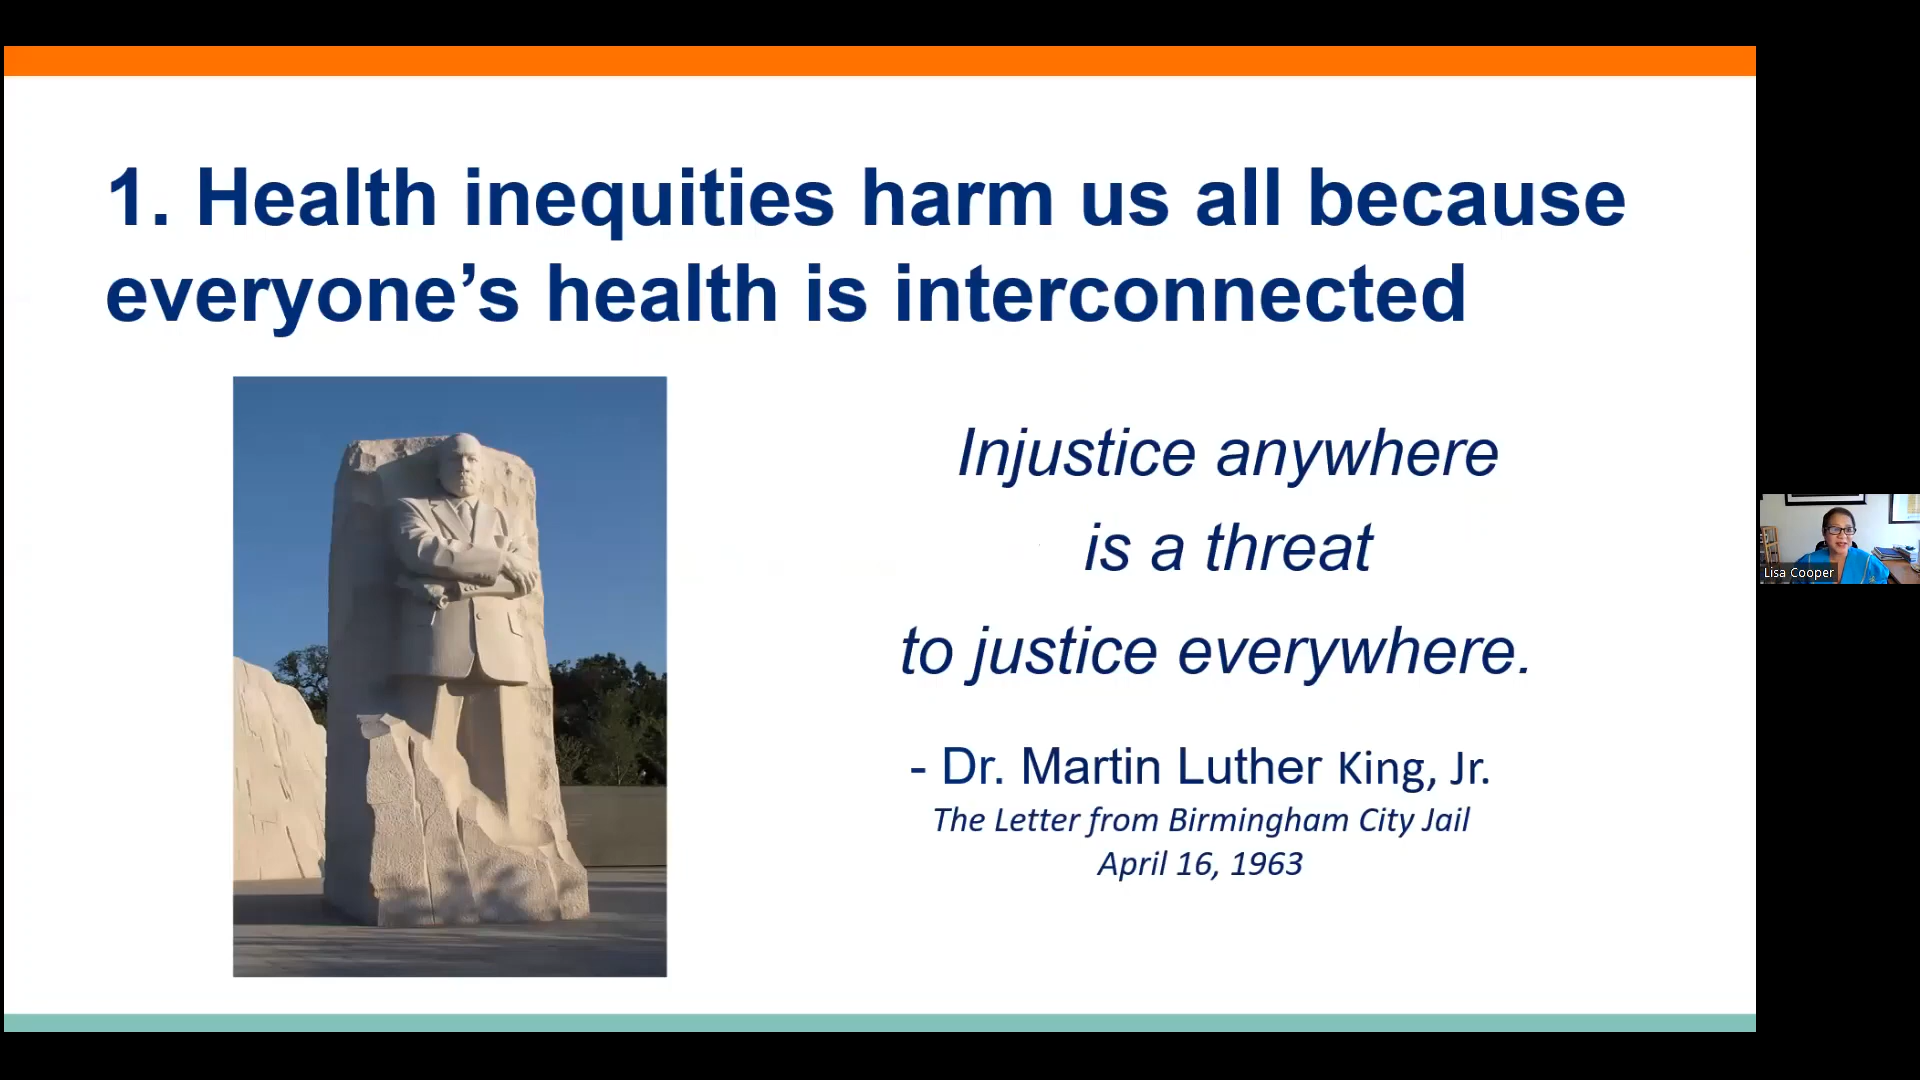 1. Health inequities harm us all because
everyone’s health is interconnected
Injustice anywhere
is a threat
to justice everywhere.
- Dr. Martin Luther King, Jr.
The Letter from Birmingham City Jail
April 16, 1963
Lisa Cooper